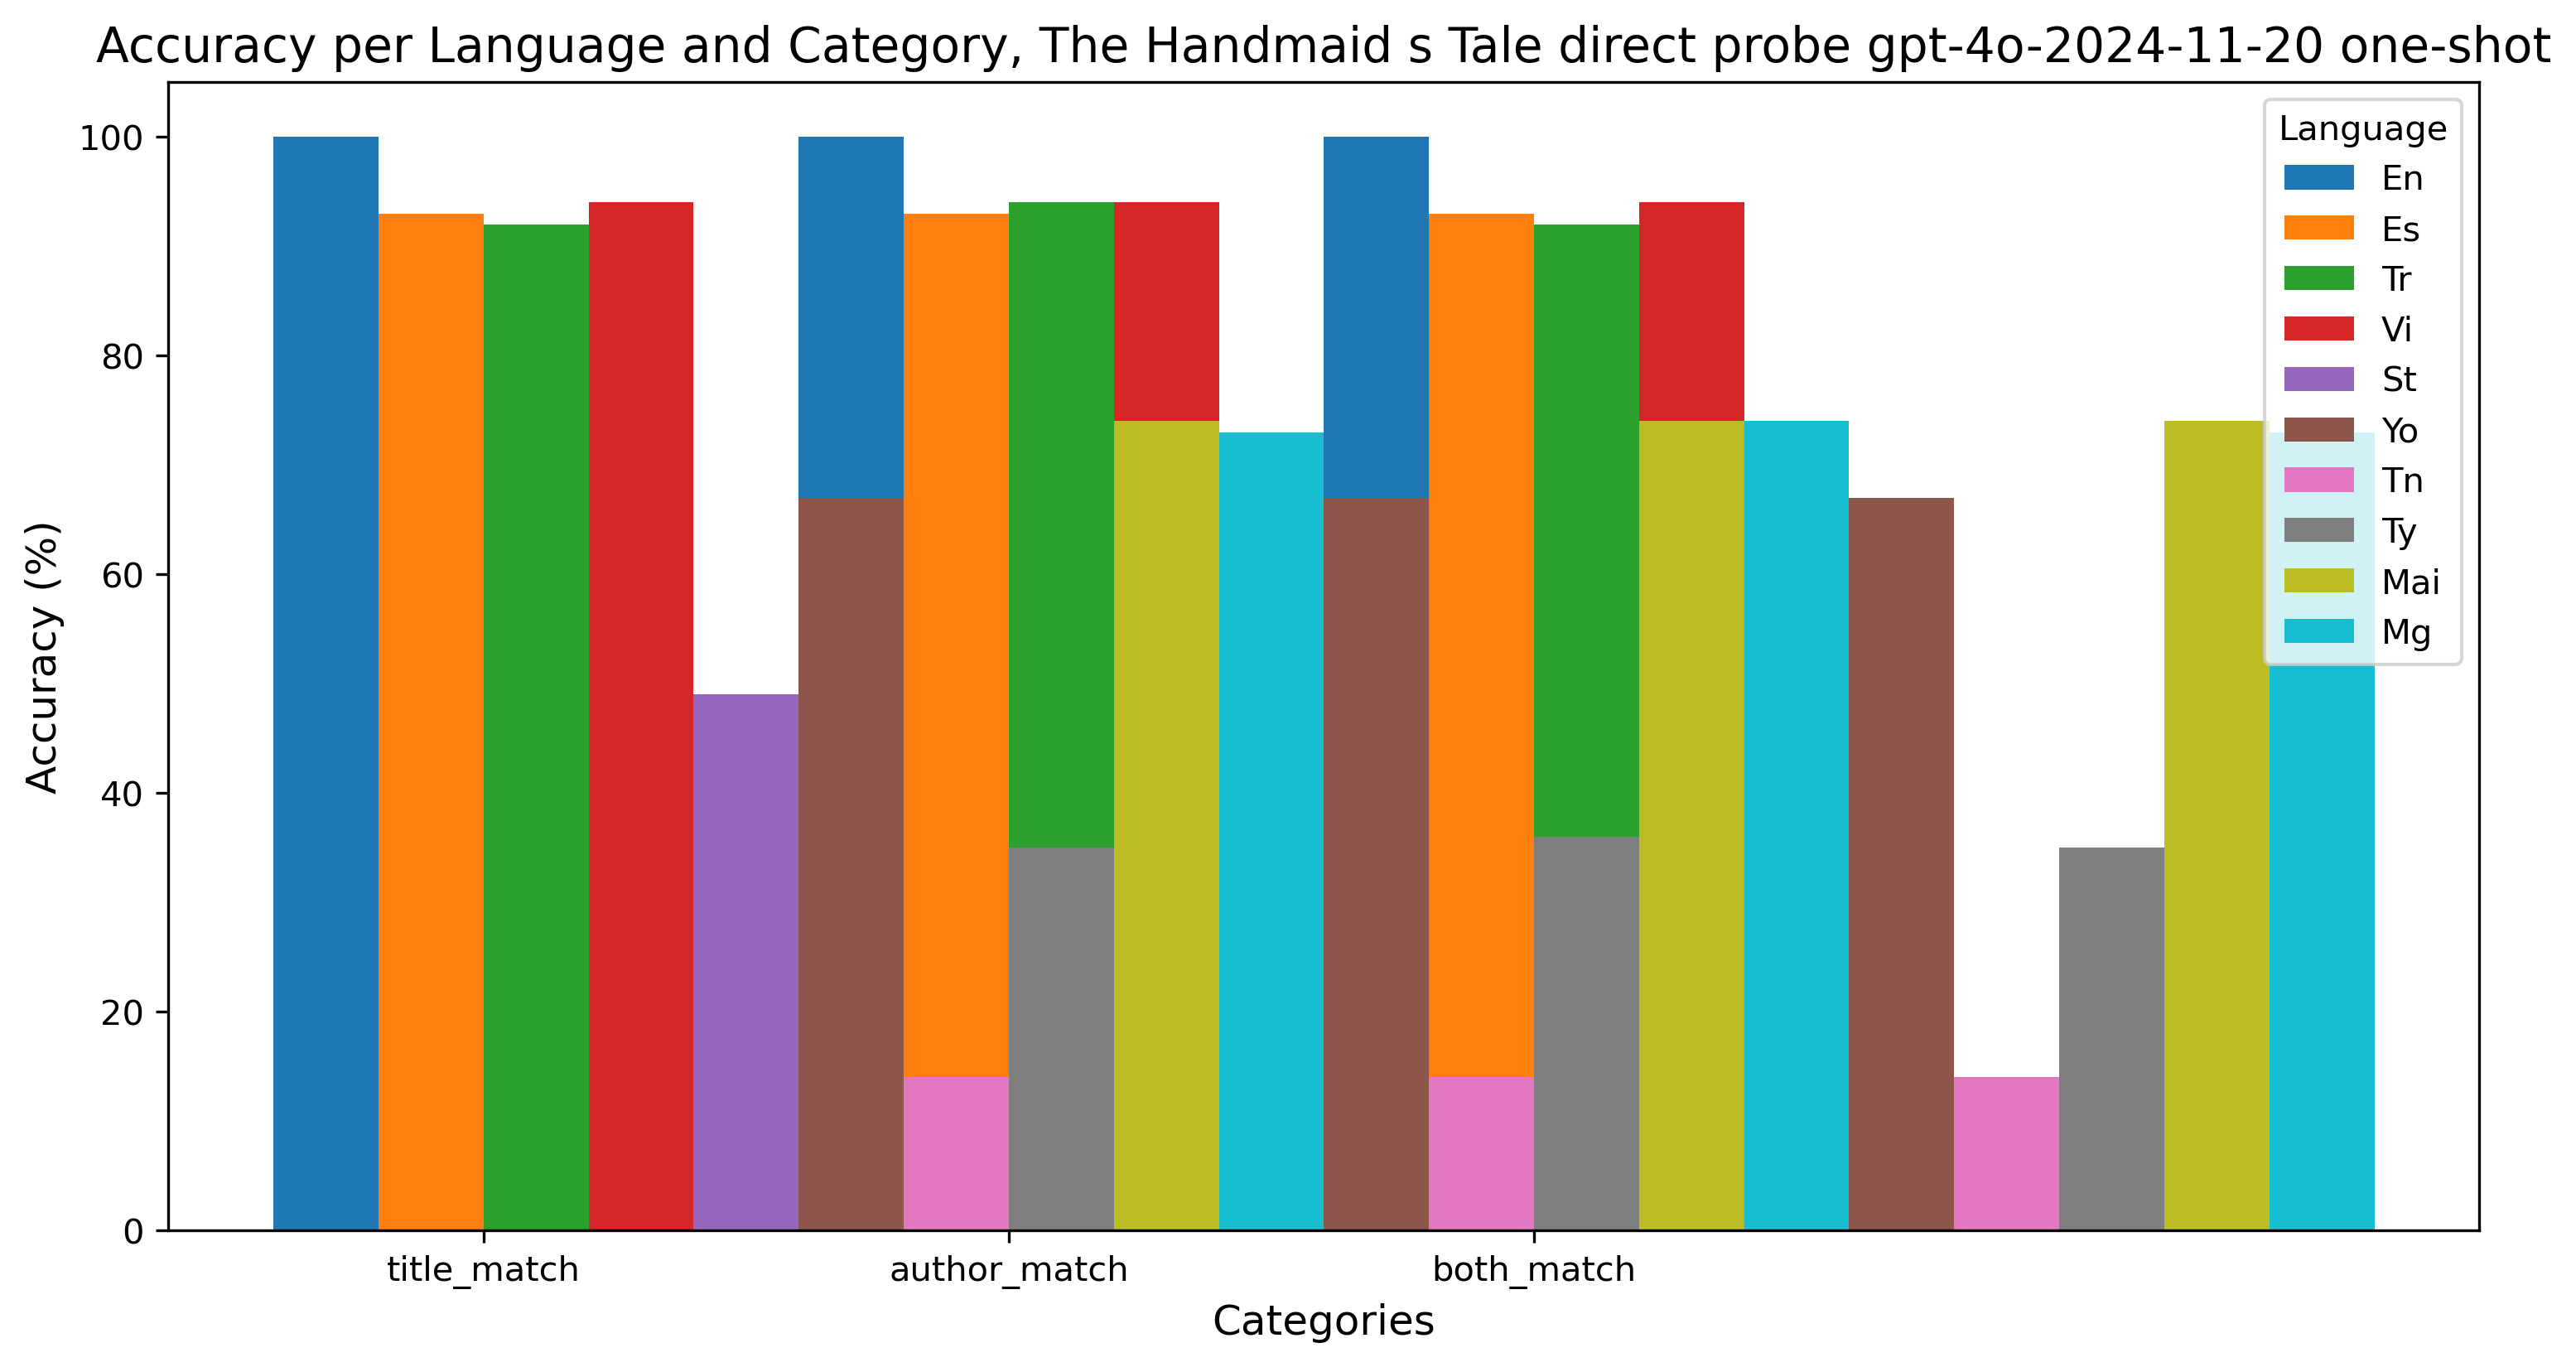 Accuracy per Language and Category, The Handmaid s Tale direct probe gpt-4o-2024-11-20 one-shot
Language
En
Es
Tr
Vi
St
Yo
Tn
Ty
Mai
Mg
Accuracy (%)
100
80
60
40
20
0
title_match author_match both_match
Categories